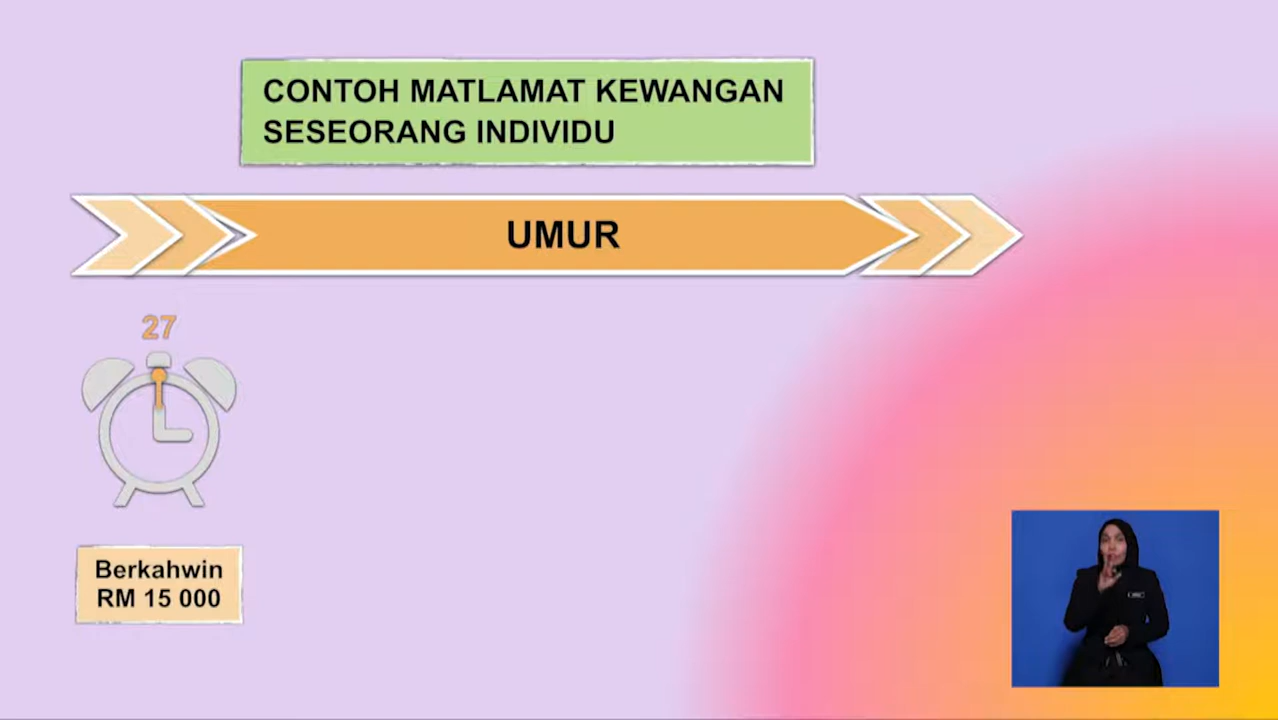 CONTOH MATLAMAT KEWANGAN
SESEORANG INDIVIDU
UMUR
27
Berkahwin
RM 15 000